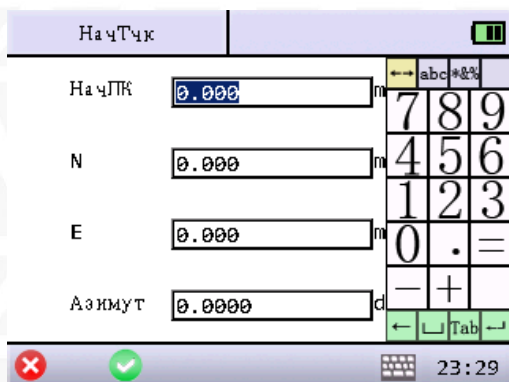 НачТчк
НачПК 0.000 m
N 0.000 m
E 0.000 m
Азимут 0.0000 d
←→ abc *&%
7 8 9
4 5 6
1 2 3
0 . =
- +
← ⌴ Tab ↵
23:29